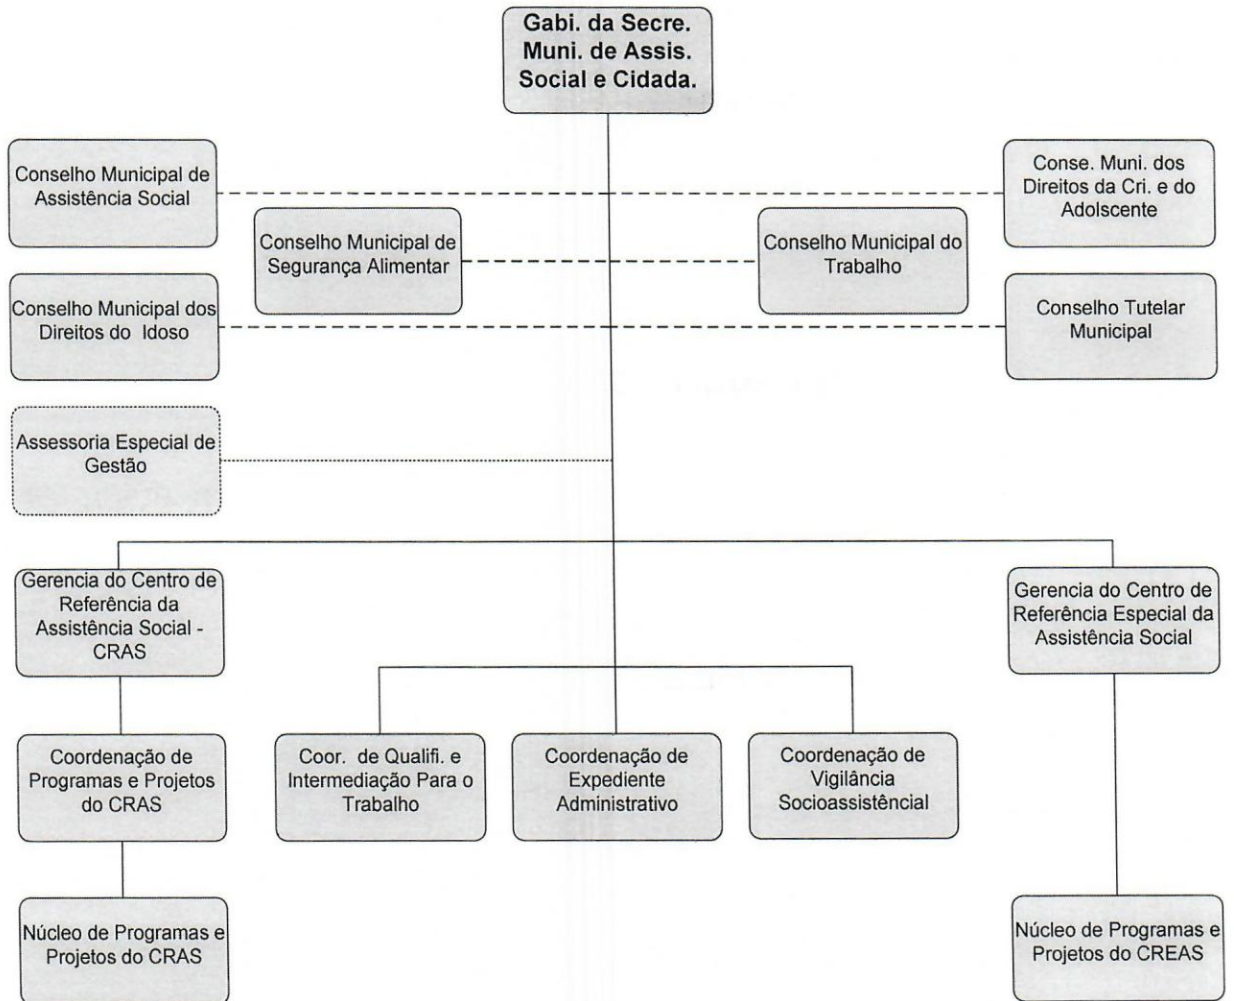 Gabi. da Secre.
Muni. de Assis.
Social e Cidada.
Conselho Municipal de
Assistência Social
Conse. Muni. dos
Direitos da Cri. e do
Adolscente
Conselho Municipal de
Segurança Alimentar
Conselho Municipal do
Trabalho
Conselho Municipal dos
Direitos do Idoso
Conselho Tutelar
Municipal
Assessoria Especial de
Gestão
Gerencia do Centro de
Referência da
Assistência Social -
CRAS
Gerencia do Centro de
Referência Especial da
Assistência Social
Coordenação de
Programas e Projetos
do CRAS
Coor. de Qualifi. e
Intermediação Para o
Trabalho
Coordenação de
Expediente
Administrativo
Coordenação de
Vigilância
Socioassistêncial
Núcleo de Programas e
Projetos do CRAS
Núcleo de Programas e
Projetos do CREAS